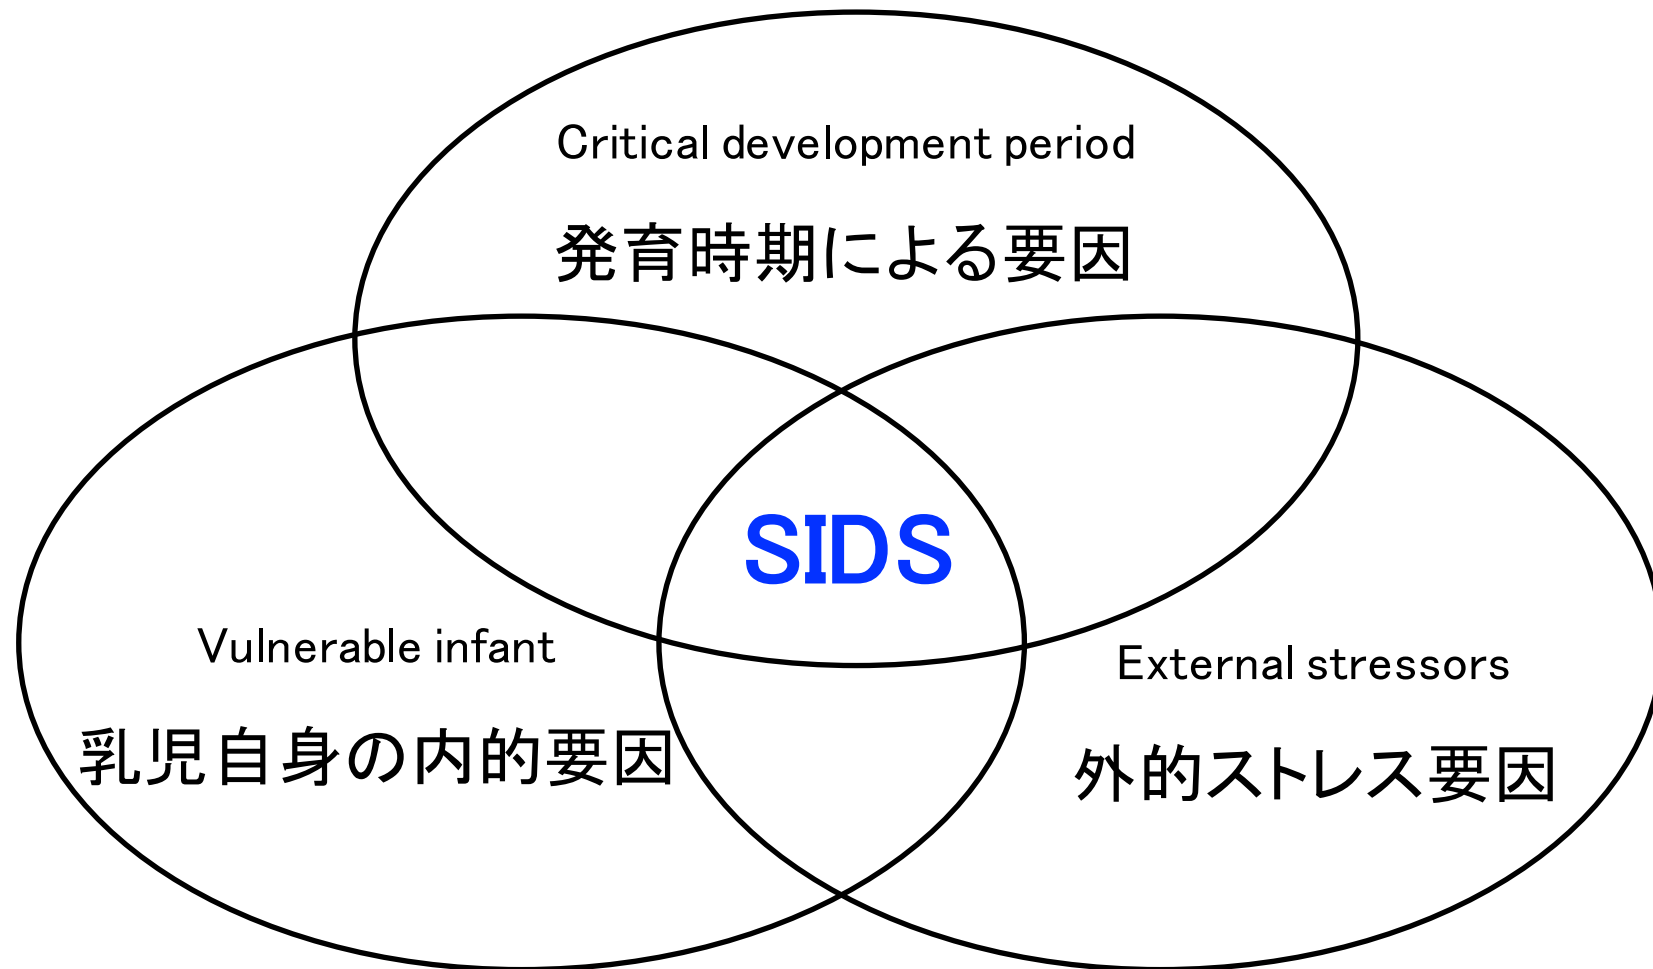 Critical development period
発育時期による要因
SIDS
Vulnerable infant
乳児自身の内的要因
External stressors
外的ストレス要因